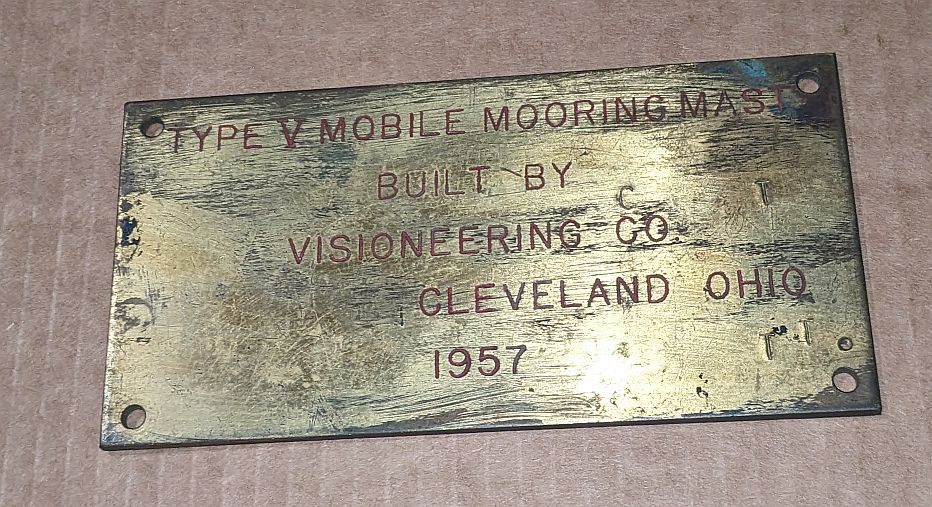 TYPE V MOBILE MOORING MAST
BUILT BY
C T
VISIONEERING CO.
CLEVELAND OHIO
T T
1957